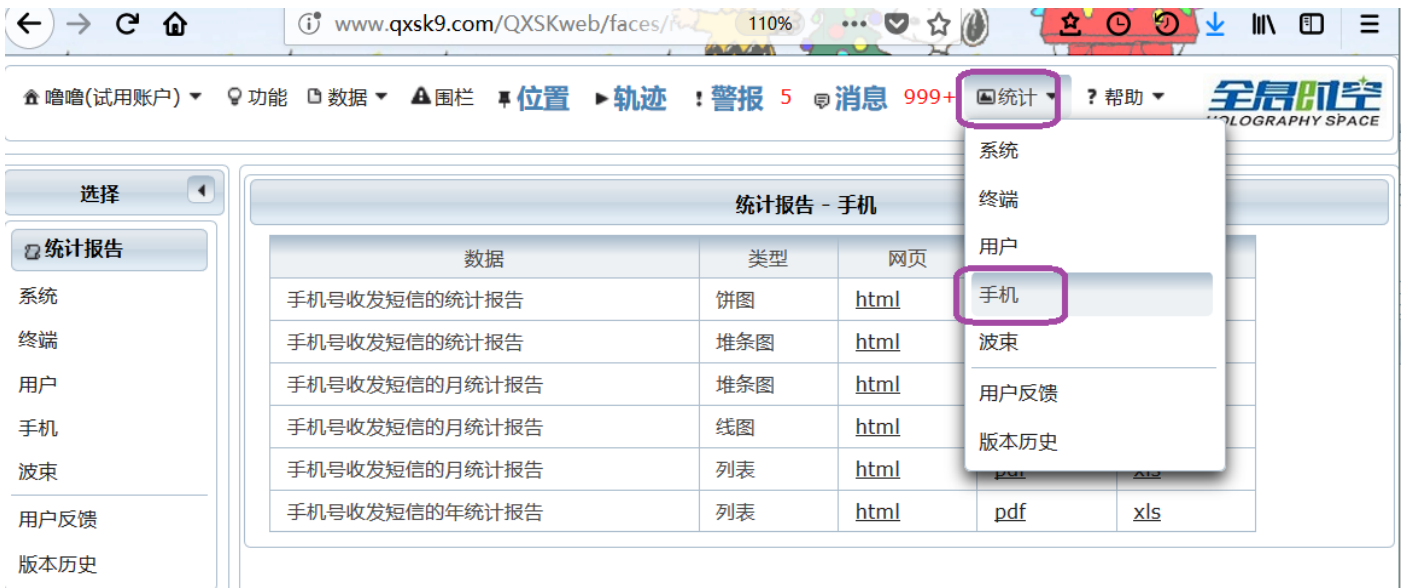 www.qxsk9.com/QXSKweb/faces/ 110%
噜噜(试用账户) 功能 数据 围栏 位置 轨迹 警报 5 消息 999+ 统计 ? 帮助 全息时空
HOLOGRAPHY SPACE
系统
终端
用户
手机
波束
用户反馈
版本历史
选择
统计报告
系统
终端
用户
手机
波束
用户反馈
版本历史
统计报告 - 手机
数据 类型 网页
手机号收发短信的统计报告 饼图 html
手机号收发短信的统计报告 堆条图 html
手机号收发短信的月统计报告 堆条图 html
手机号收发短信的月统计报告 线图 html
手机号收发短信的月统计报告 列表 html pdf xls
手机号收发短信的年统计报告 列表 html pdf xls